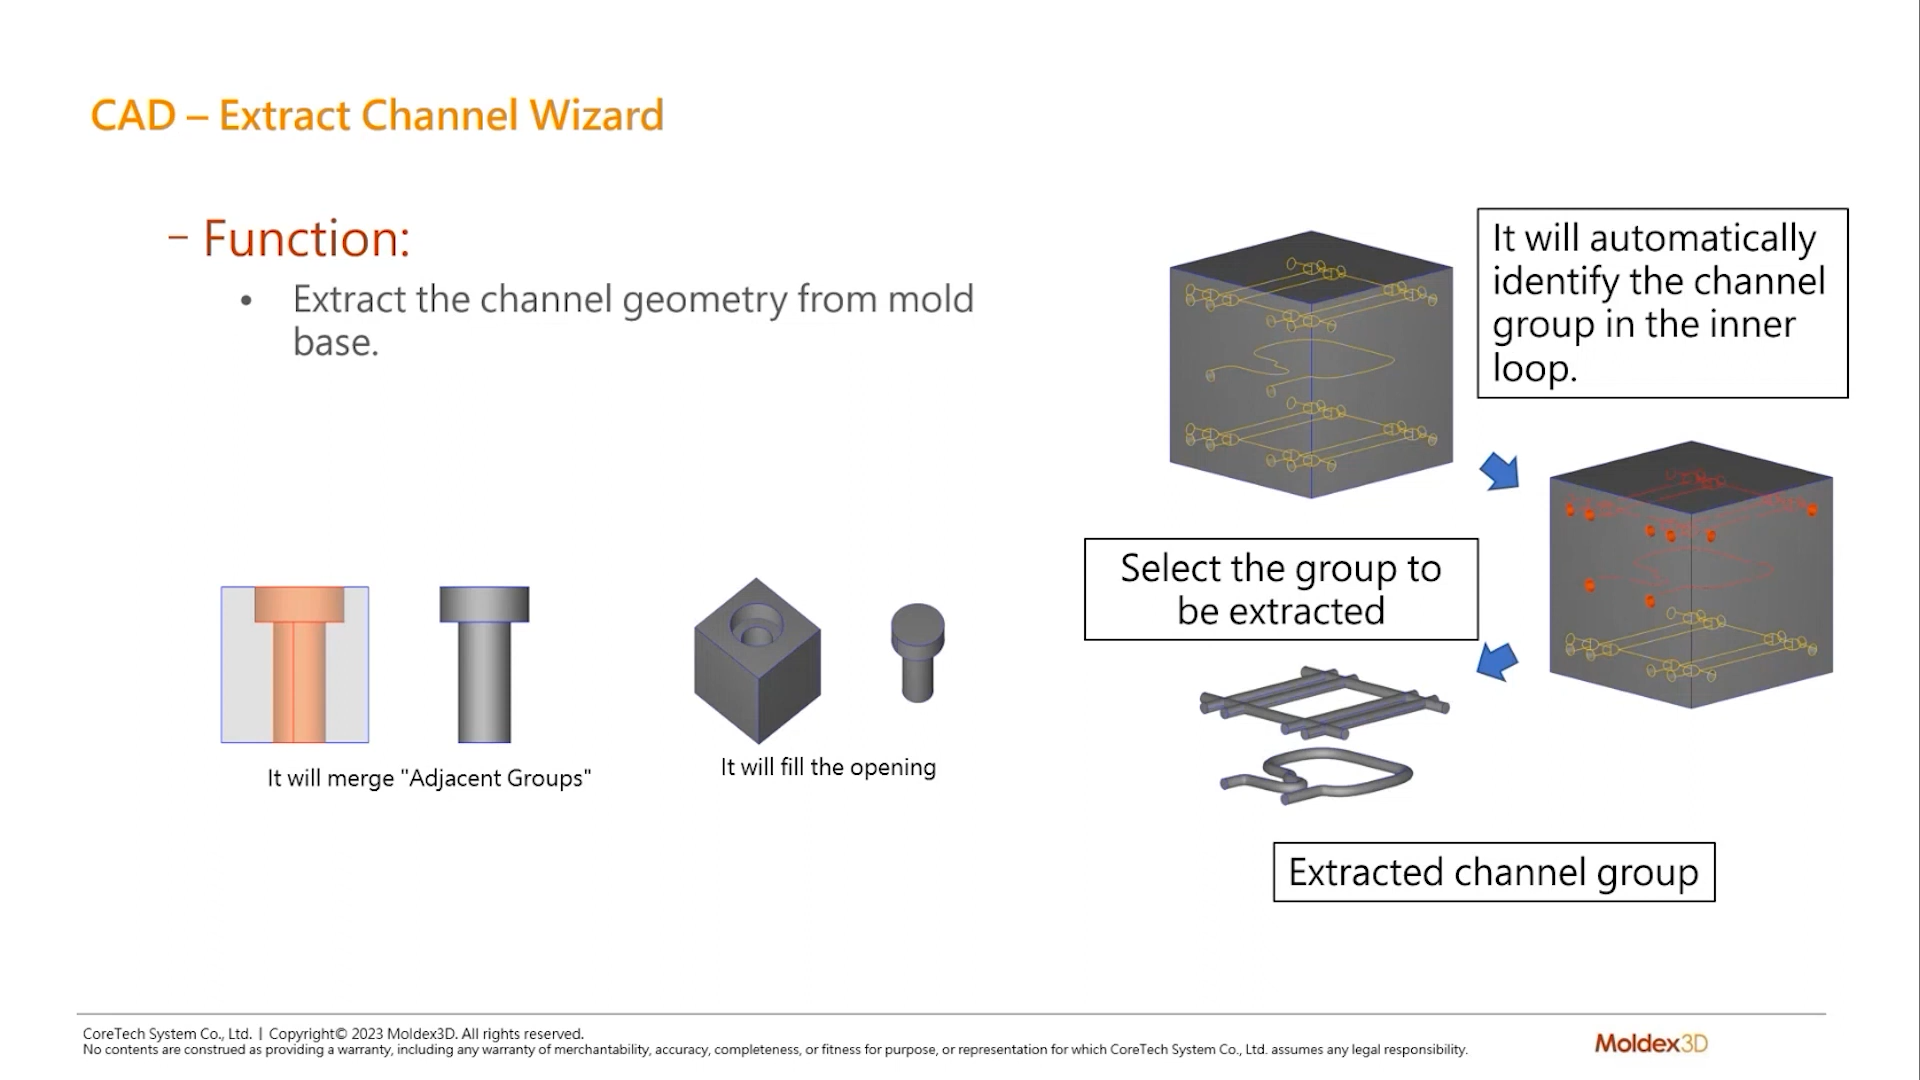 CAD – Extract Channel Wizard
– Function:
• Extract the channel geometry from mold
base.
It will automatically
identify the channel
group in the inner
loop.
Select the group to
be extracted
It will merge "Adjacent Groups"
It will fill the opening
Extracted channel group
CoreTech System Co., Ltd. | Copyright© 2023 Moldex3D. All rights reserved.
No contents are construed as providing a warranty, including any warranty of merchantability, accuracy, completeness, or fitness for purpose, or representation for which CoreTech System Co., Ltd. assumes any legal responsibility.
Moldex3D